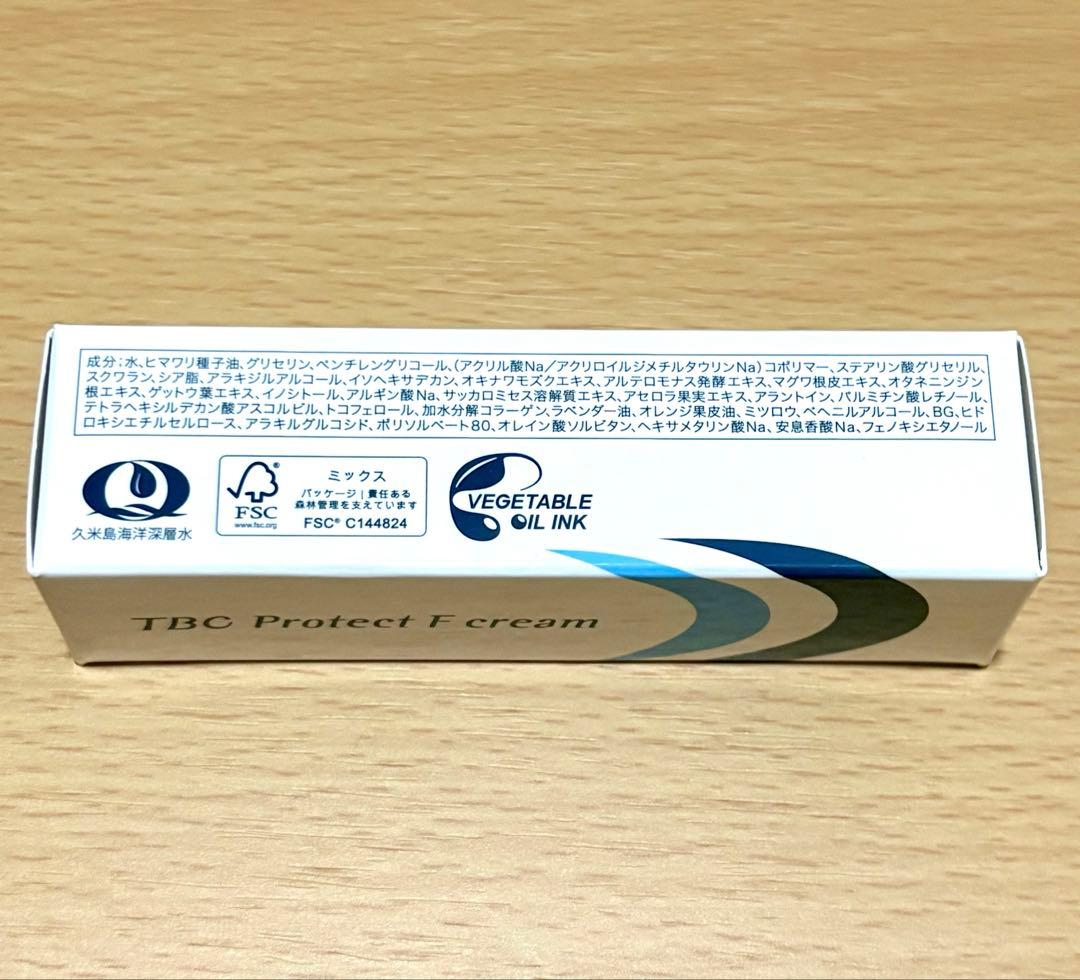 成分；水、ヒマワリ種子油、グリセリン、ペンチレングリコール、（アクリル酸Na／アクリロイルジメチルタウリンNa）コポリマー、ステアリン酸グリセリル、
スクワラン、シア脂、アラキジルアルコール、イソヘキサデカン、オキナワモズクエキス、アルテロモナス発酵エキス、マグワ根皮エキス、オタネニンジン
根エキス、ゲットウ葉エキス、イノシトール、アルギン酸Na、サッカロミセス溶解質エキス、アセロラ果実エキス、アラントイン、パルミチン酸レチノール、
テトラヘキシルデカン酸アスコルビル、トコフェロール、加水分解コラーゲン、ラベンダー油、オレンジ果皮油、ミツロウ、ベヘニルアルコール、BG、ヒド
ロキシエチルセルロース、アラキルグルコシド、ポリソルベート80、オレイン酸ソルビタン、ヘキサメタリン酸Na、安息香酸Na、フェノキシエタノール
久米島海洋深層水
®
FSC
www.fsc.org
ミックス
パッケージ｜責任ある
森林管理を支えています
FSC® C144824
VEGETABLE
OIL INK
TBC Protect F cream